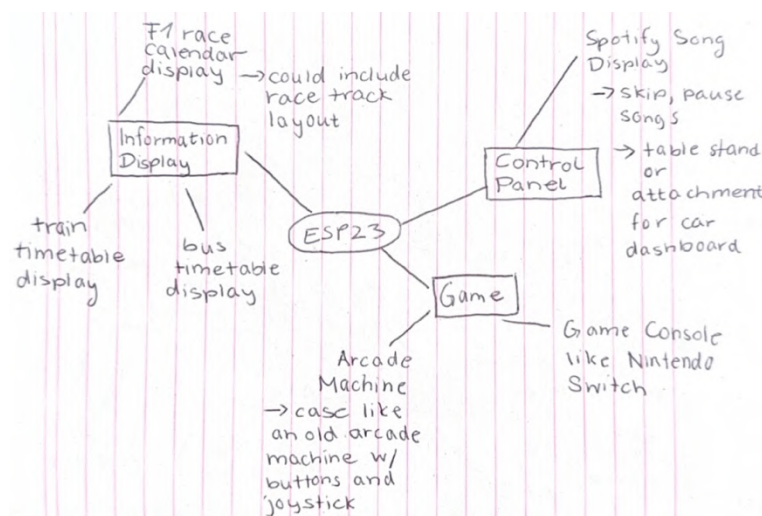 F1 race
calendar
display
→ could include
race track
layout
Information
Display
train
timetable
display
bus
timetable
display
ESP23
Spotify Song
Display
→ skip, pause
songs
→ table stand
or
attachment
for car
dashboard
Control
Panel
Game
Arcade
Machine
→ case like
an old arcade
machine w/
buttons and
joystick
Game Console
like Nintendo
Switch